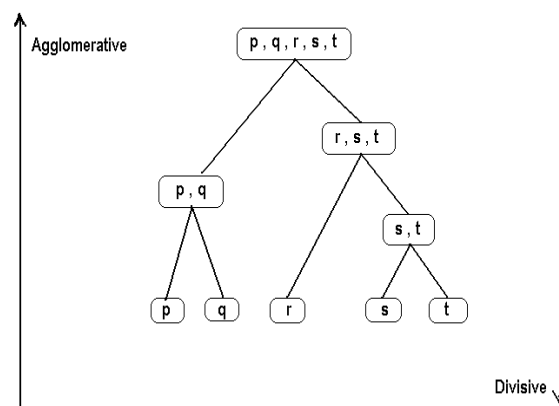 p , q , r , s , t
Agglomerative
r , s , t
p , q
s , t
p
q
r
s
t
Divisive